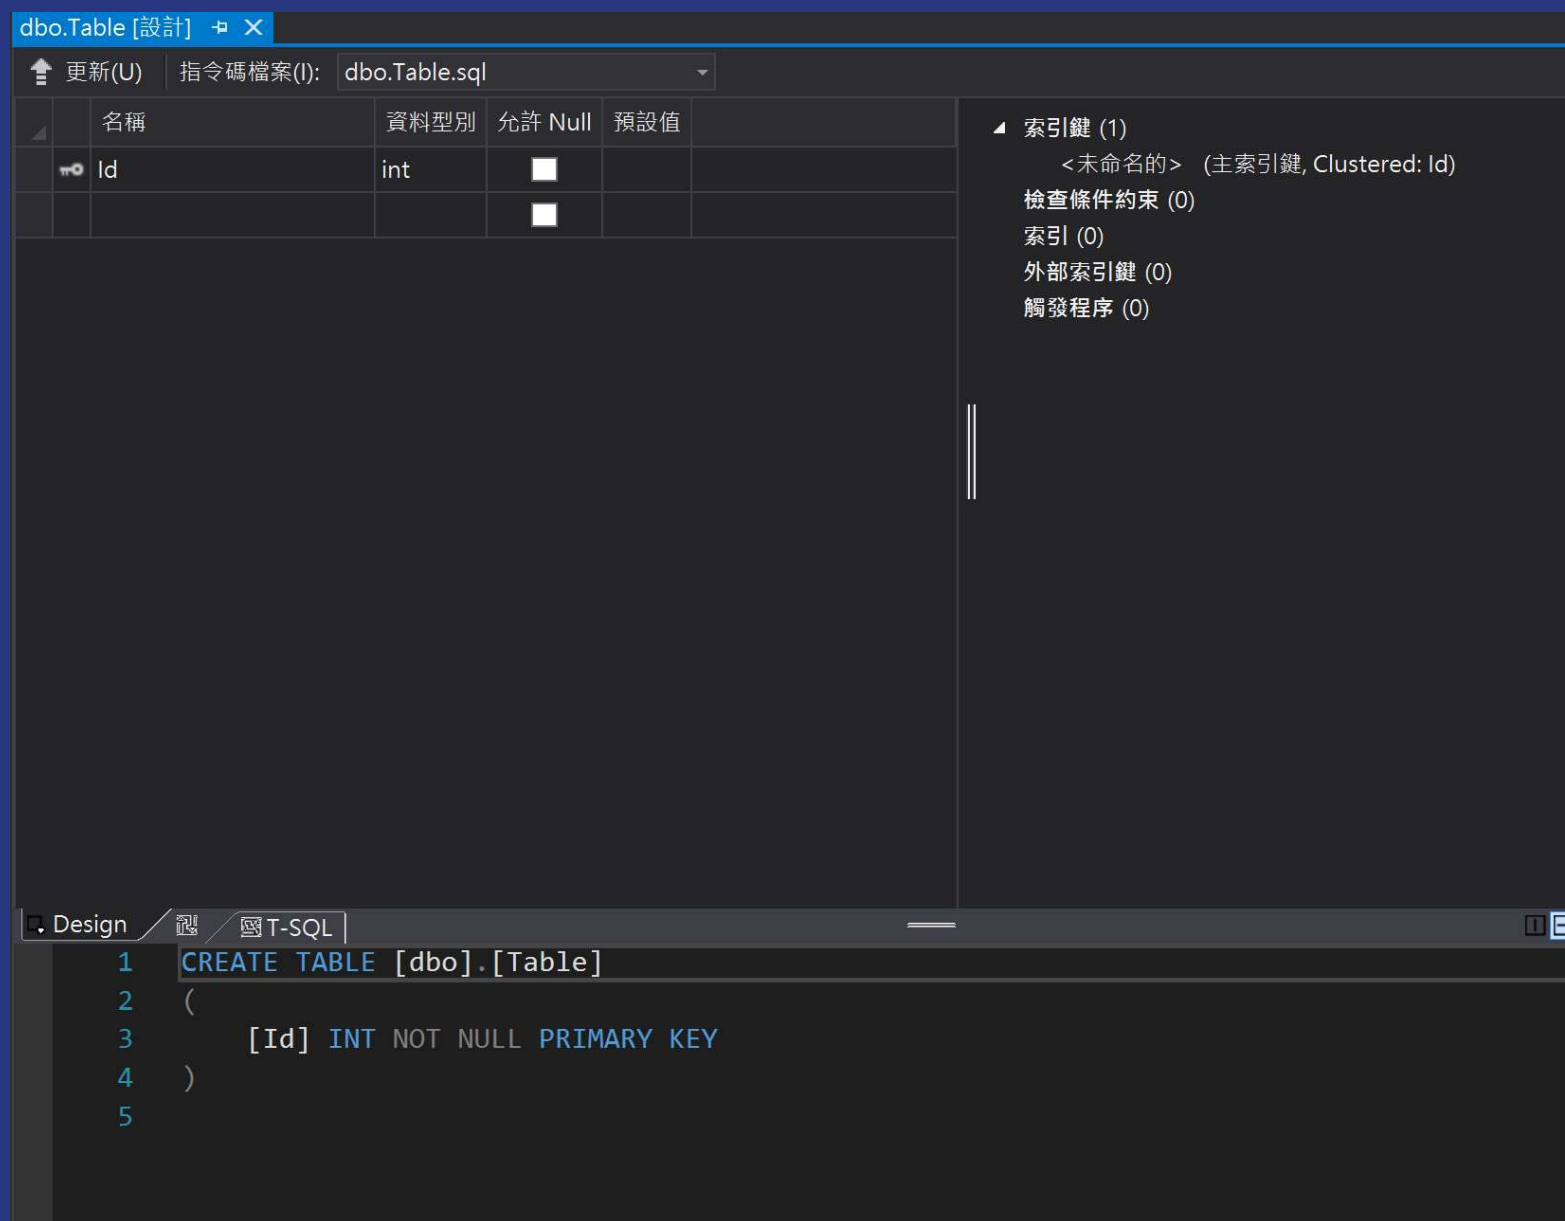 dbo.Table [設計]
更新(U) 指令碼檔案(I): dbo.Table.sql
名稱 資料型別 允許 Null 預設值
Id int
索引鍵 (1)
<未命名的> (主索引鍵, Clustered: Id)
檢查條件約束 (0)
索引 (0)
外部索引鍵 (0)
觸發程序 (0)
Design T-SQL
1 CREATE TABLE [dbo].[Table]
2 (
3 [Id] INT NOT NULL PRIMARY KEY
4 )
5